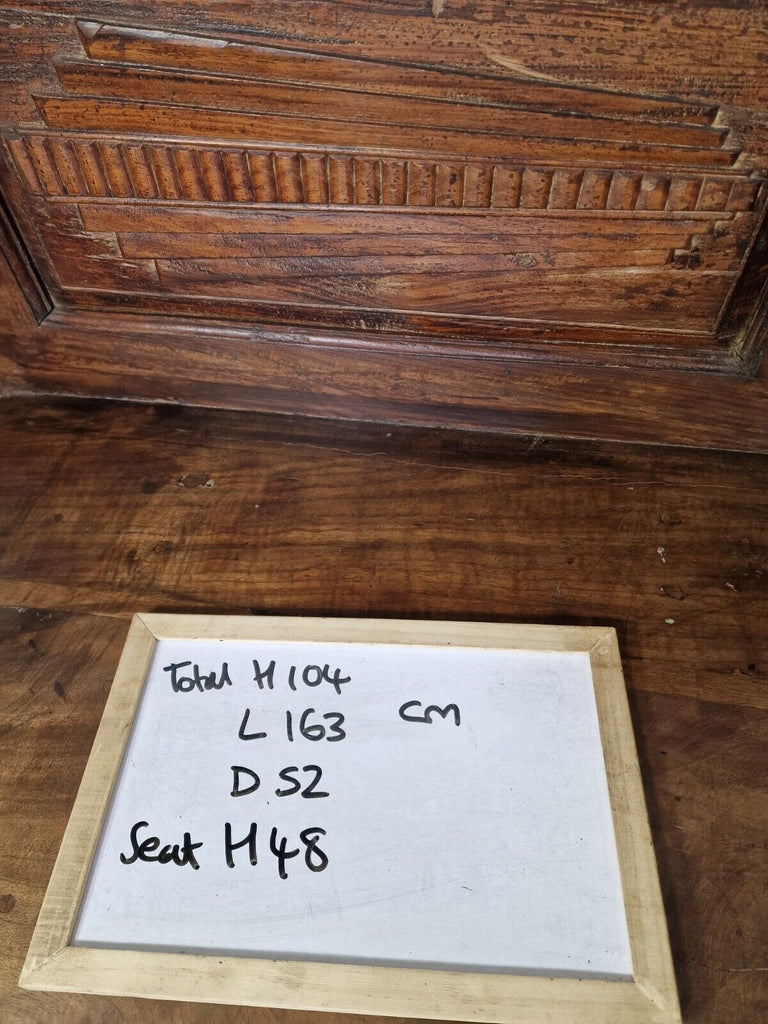 Total H 104
L 163 CM
D 52
Seat H 48